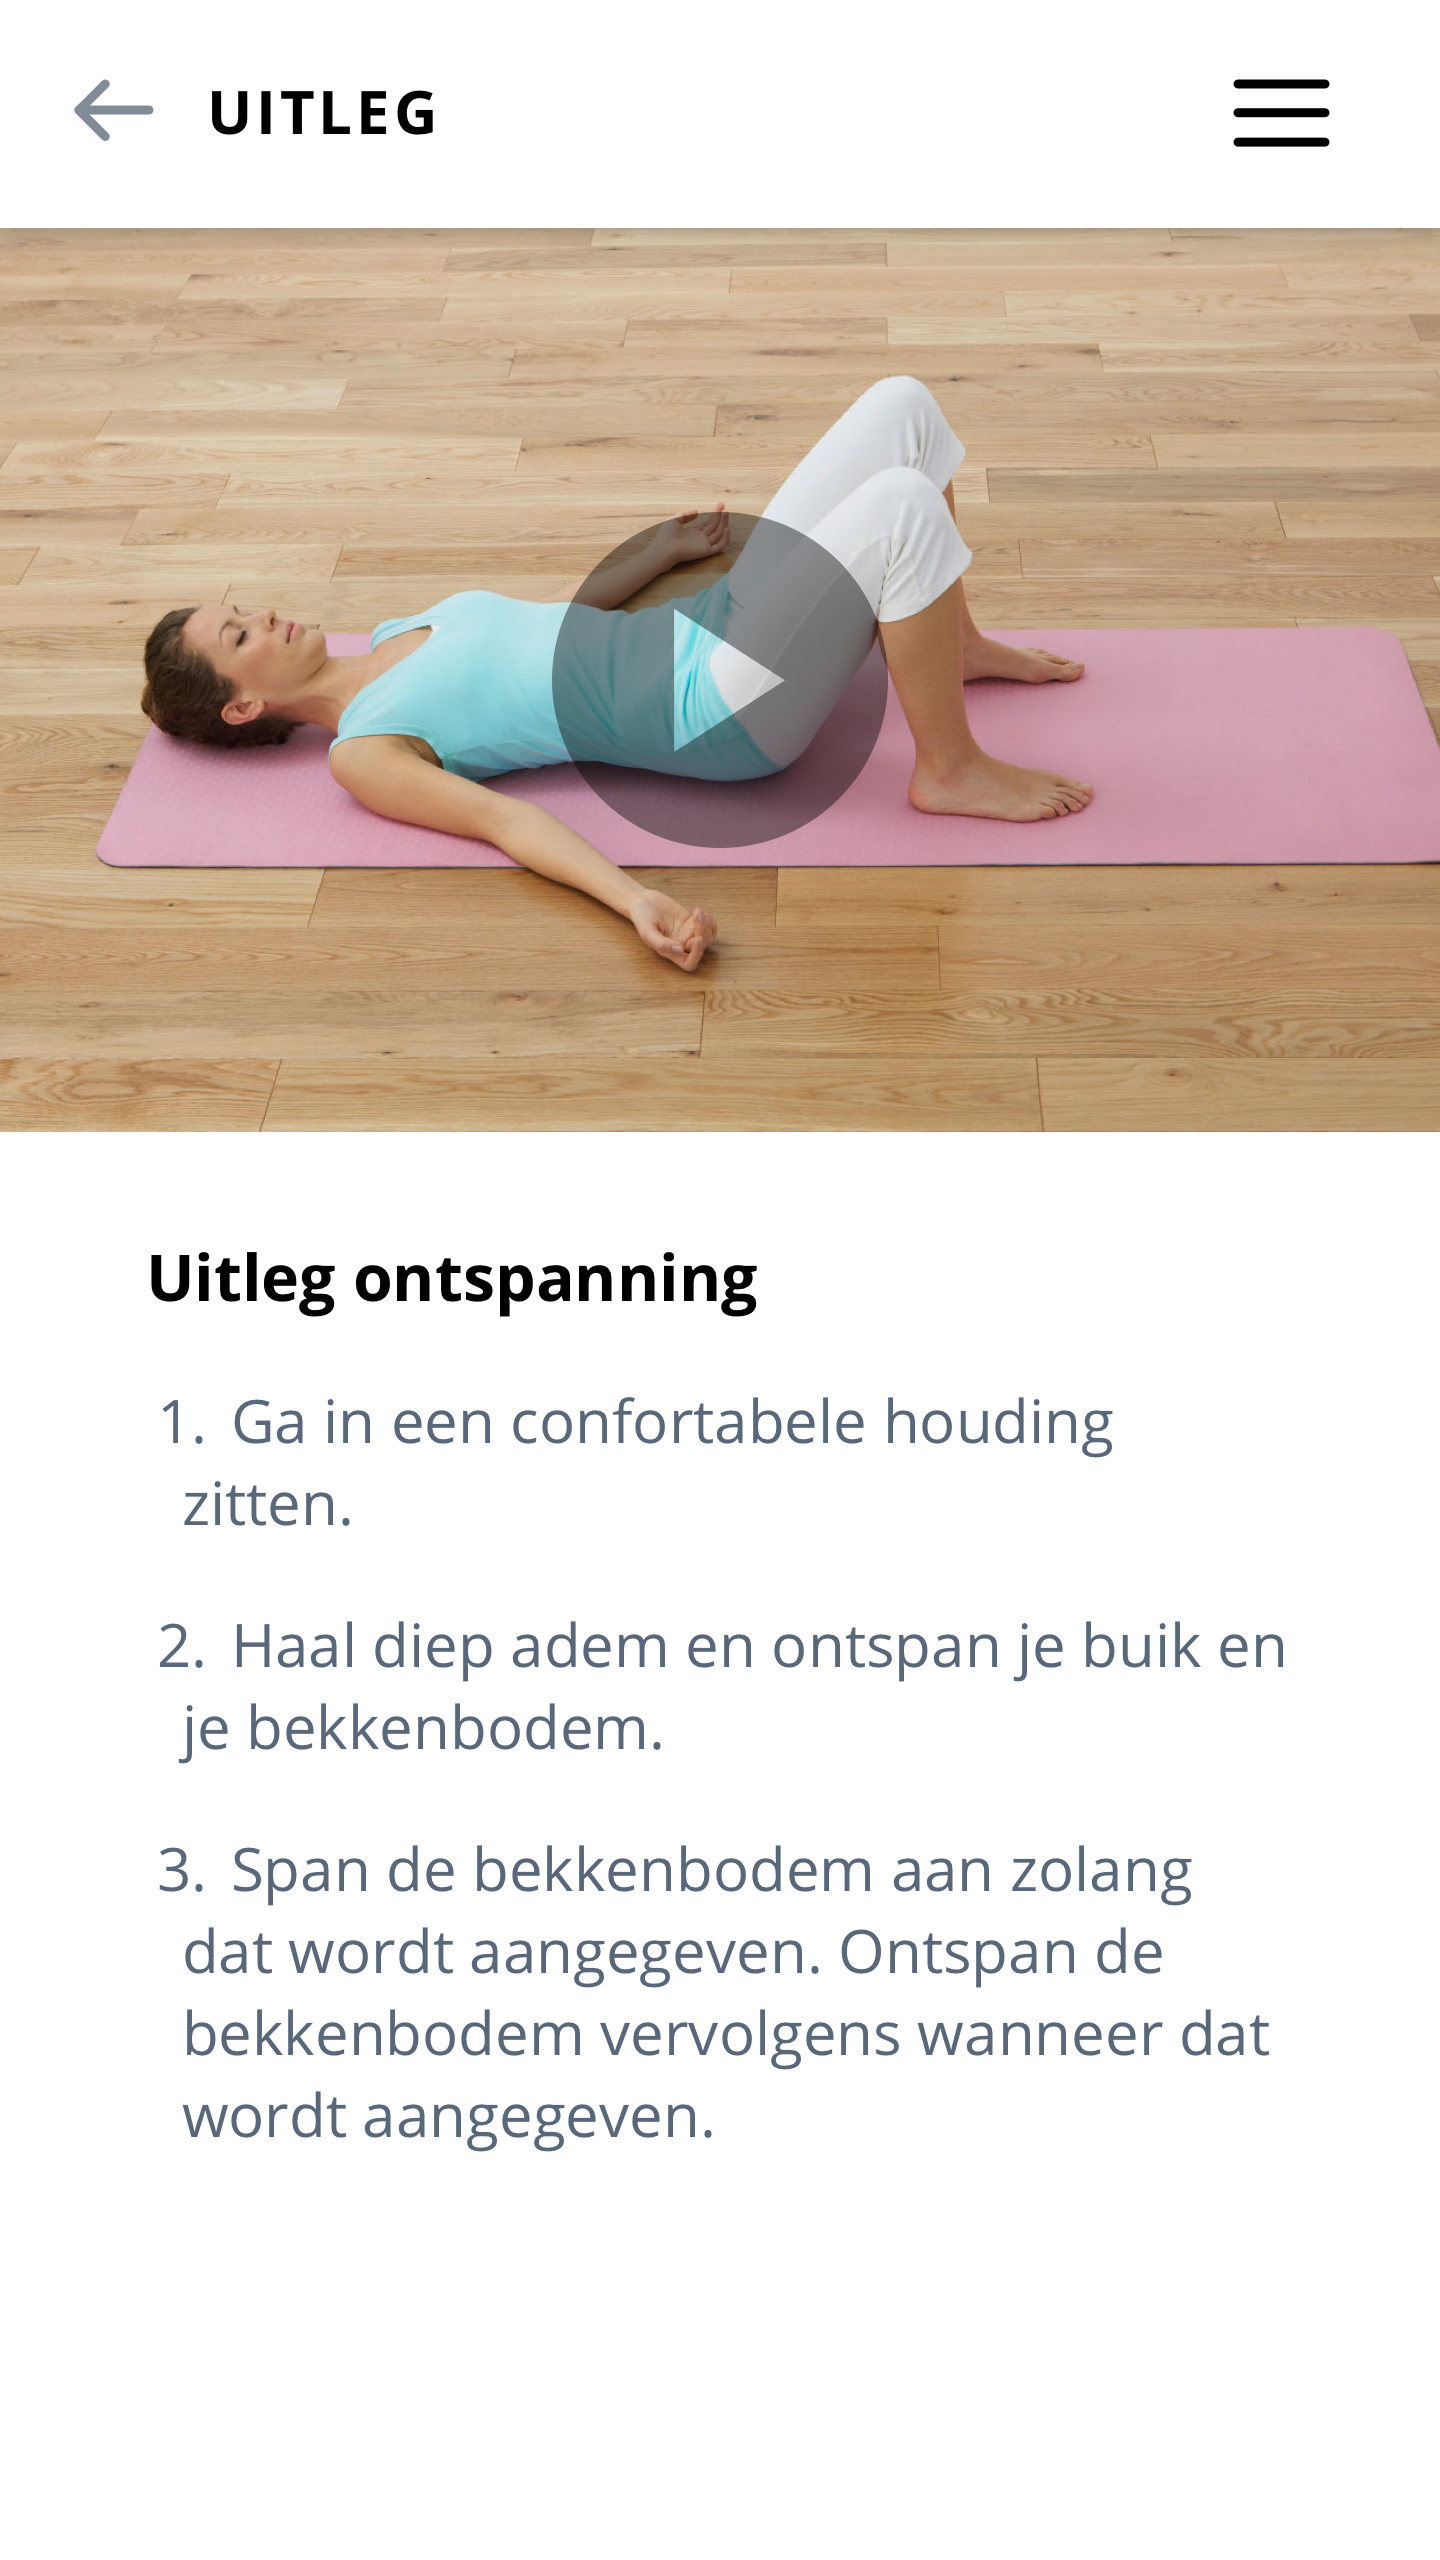 UITLEG
Uitleg ontspanning
1. Ga in een confortabele houding
zitten.
2. Haal diep adem en ontspan je buik en
je bekkenbodem.
3. Span de bekkenbodem aan zolang
dat wordt aangegeven. Ontspan de
bekkenbodem vervolgens wanneer dat
wordt aangegeven.